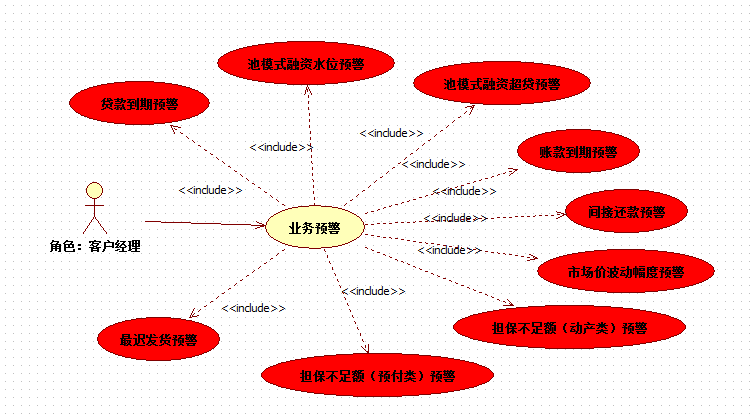 池模式融资水位预警
池模式融资超贷预警
贷款到期预警
<<include>>
<<include>>
账款到期预警
<<include>>
<<include>>
<<include>>
间接还款预警
<<include>>
业务预警
角色：客户经理
<<include>>
市场价波动幅度预警
<<include>>
<<include>>
担保不足额（动产类）预警
最迟发货预警
担保不足额（预付类）预警